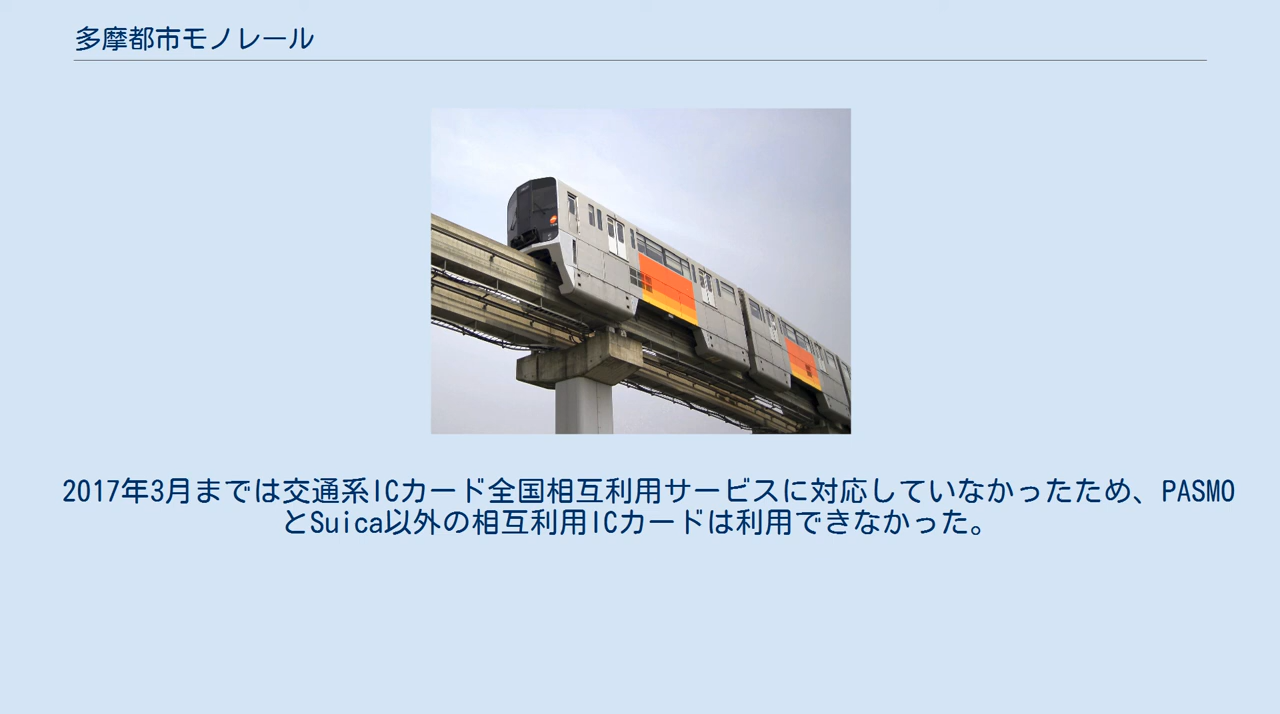 多摩都市モノレール
2017年3月までは交通系ICカード全国相互利用サービスに対応していなかったため、PASMO
とSuica以外の相互利用ICカードは利用できなかった。